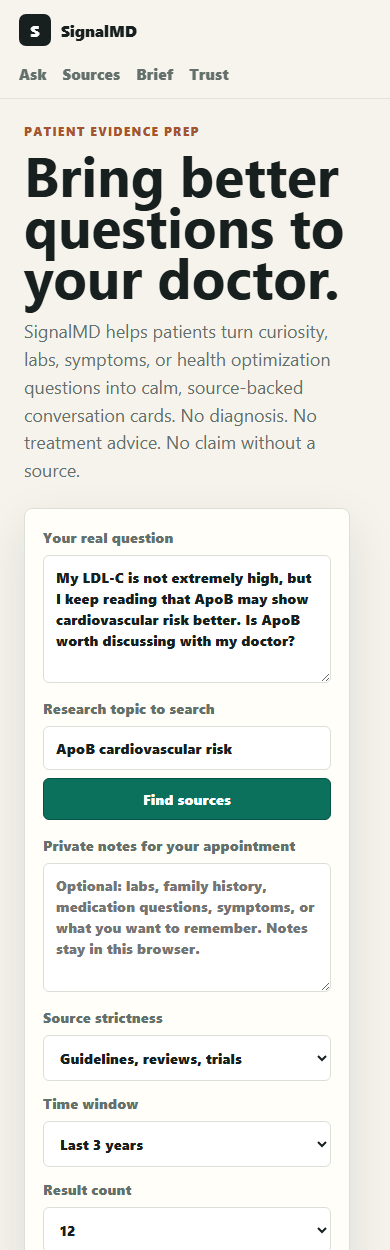 S SignalMD
Ask Sources Brief Trust
PATIENT EVIDENCE PREP
Bring better
questions to
your doctor.
SignalMD helps patients turn curiosity,
labs, symptoms, or health optimization
questions into calm, source-backed
conversation cards. No diagnosis. No
treatment advice. No claim without a
source.
Your real question
My LDL-C is not extremely high, but
I keep reading that ApoB may show
cardiovascular risk better. Is ApoB
worth discussing with my doctor?
Research topic to search
ApoB cardiovascular risk
Find sources
Private notes for your appointment
Optional: labs, family history,
medication questions, symptoms, or
what you want to remember. Notes
stay in this browser.
Source strictness
Guidelines, reviews, trials
Time window
Last 3 years
Result count
12